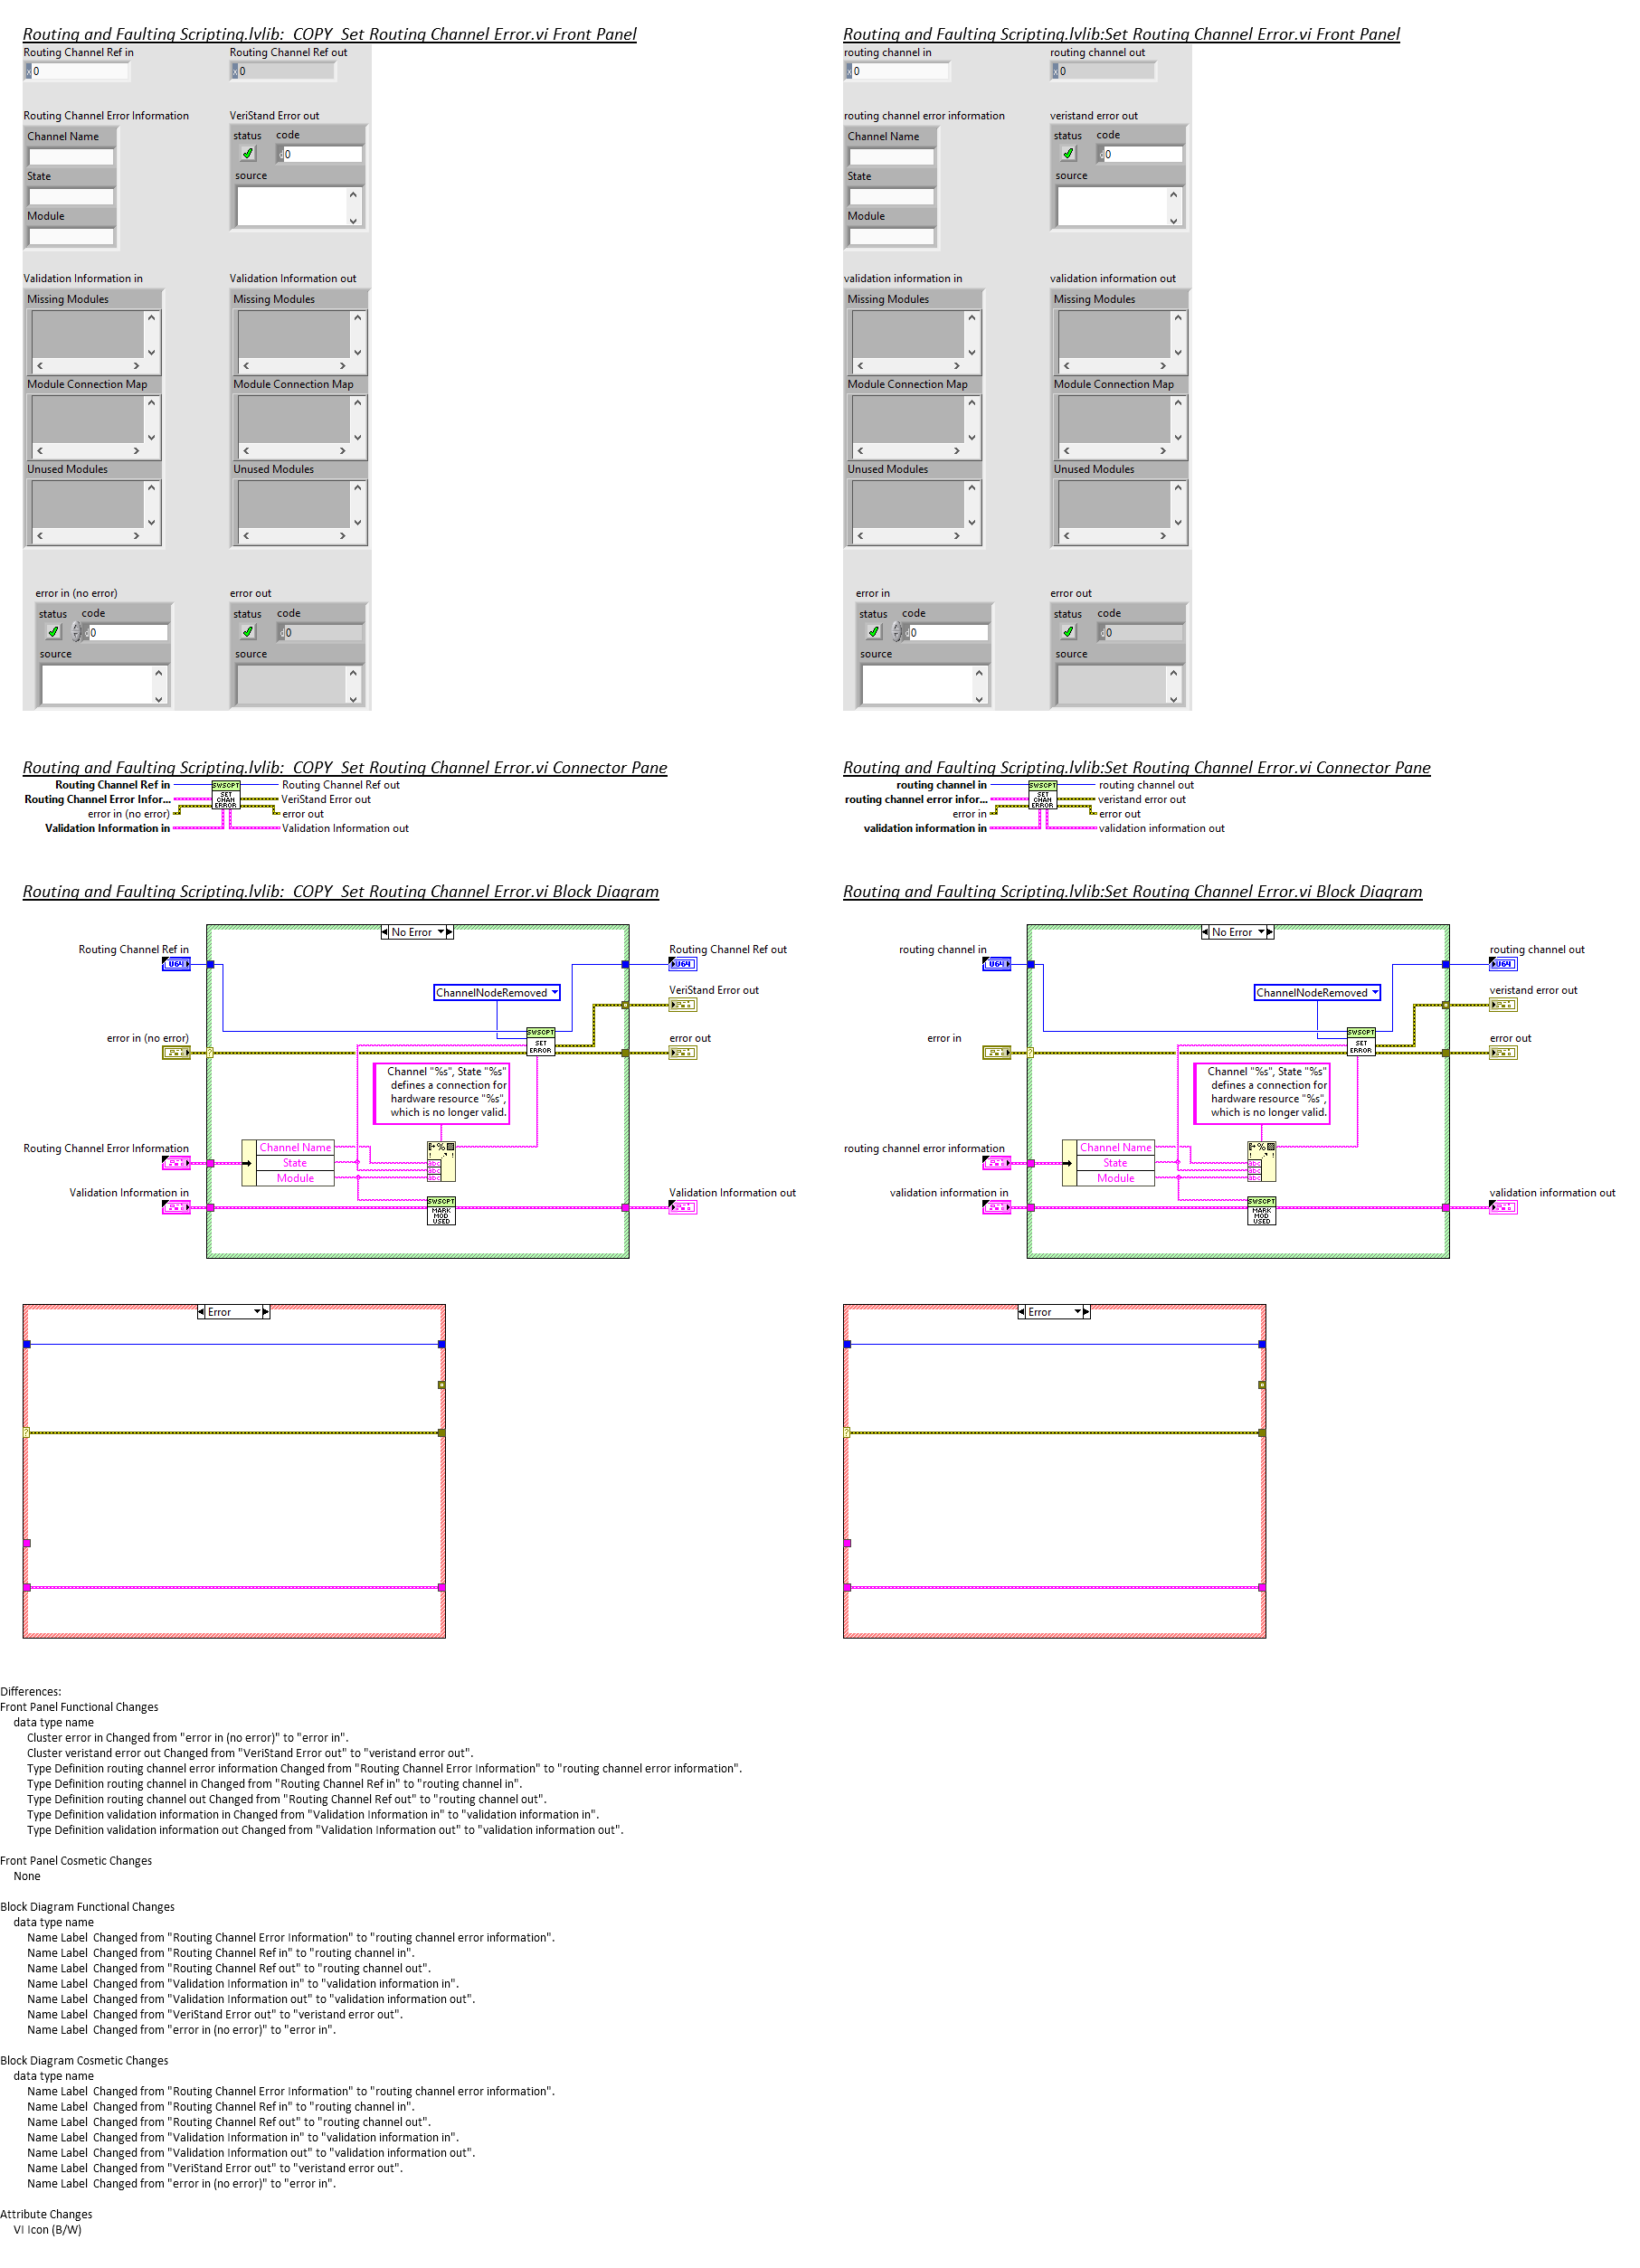 Routing and Faulting Scripting.lvlib:  COPY  Set Routing Channel Error.vi Front Panel
Routing Channel Ref in
Routing Channel Ref out
x 0
x 0
Routing Channel Error Information
VeriStand Error out
Channel Name
State
Module
status
code
d 0
source
Validation Information in
Validation Information out
Missing Modules
Missing Modules
Module Connection Map
Module Connection Map
Unused Modules
Unused Modules
error in (no error)
error out
status
code
status
code
d 0
d 0
source
source
Routing and Faulting Scripting.lvlib:Set Routing Channel Error.vi Front Panel
routing channel in
routing channel out
x 0
x 0
routing channel error information
veristand error out
Channel Name
State
Module
status
code
d 0
source
validation information in
validation information out
Missing Modules
Missing Modules
Module Connection Map
Module Connection Map
Unused Modules
Unused Modules
error in
error out
status
code
status
code
d 0
d 0
source
source
Routing and Faulting Scripting.lvlib:  COPY  Set Routing Channel Error.vi Connector Pane
Routing Channel Ref in
Routing Channel Error Infor...
error in (no error)
Validation Information in
SWSCPT
SET
CHAN
ERROR
Routing Channel Ref out
VeriStand Error out
error out
Validation Information out
Routing and Faulting Scripting.lvlib:Set Routing Channel Error.vi Connector Pane
routing channel in
routing channel error infor...
error in
validation information in
SWSCPT
SET
CHAN
ERROR
routing channel out
veristand error out
error out
validation information out
Routing and Faulting Scripting.lvlib:  COPY  Set Routing Channel Error.vi Block Diagram
No Error
Routing Channel Ref in
U64
Routing Channel Ref out
U64
ChannelNodeRemoved
VeriStand Error out
error in (no error)
SWSCPT
SET
ERROR
error out
?
Channel "%s", State "%s"
defines a connection for
hardware resource "%s",
which is no longer valid.
Routing Channel Error Information
Channel Name
State
Module
%
abc
abc
abc
Validation Information in
SWSCPT
MARK
MOD
USED
Validation Information out
Error
?
Routing and Faulting Scripting.lvlib:Set Routing Channel Error.vi Block Diagram
No Error
routing channel in
U64
routing channel out
U64
ChannelNodeRemoved
veristand error out
error in
SWSCPT
SET
ERROR
error out
?
Channel "%s", State "%s"
defines a connection for
hardware resource "%s",
which is no longer valid.
routing channel error information
Channel Name
State
Module
%
abc
abc
abc
validation information in
SWSCPT
MARK
MOD
USED
validation information out
Error
?
Differences:
Front Panel Functional Changes
data type name
Cluster error in Changed from "error in (no error)" to "error in".
Cluster veristand error out Changed from "VeriStand Error out" to "veristand error out".
Type Definition routing channel error information Changed from "Routing Channel Error Information" to "routing channel error information".
Type Definition routing channel in Changed from "Routing Channel Ref in" to "routing channel in".
Type Definition routing channel out Changed from "Routing Channel Ref out" to "routing channel out".
Type Definition validation information in Changed from "Validation Information in" to "validation information in".
Type Definition validation information out Changed from "Validation Information out" to "validation information out".
Front Panel Cosmetic Changes
None
Block Diagram Functional Changes
data type name
Name Label  Changed from "Routing Channel Error Information" to "routing channel error information".
Name Label  Changed from "Routing Channel Ref in" to "routing channel in".
Name Label  Changed from "Routing Channel Ref out" to "routing channel out".
Name Label  Changed from "Validation Information in" to "validation information in".
Name Label  Changed from "Validation Information out" to "validation information out".
Name Label  Changed from "VeriStand Error out" to "veristand error out".
Name Label  Changed from "error in (no error)" to "error in".
Block Diagram Cosmetic Changes
data type name
Name Label  Changed from "Routing Channel Error Information" to "routing channel error information".
Name Label  Changed from "Routing Channel Ref in" to "routing channel in".
Name Label  Changed from "Routing Channel Ref out" to "routing channel out".
Name Label  Changed from "Validation Information in" to "validation information in".
Name Label  Changed from "Validation Information out" to "validation information out".
Name Label  Changed from "VeriStand Error out" to "veristand error out".
Name Label  Changed from "error in (no error)" to "error in".
Attribute Changes
VI Icon (B/W)